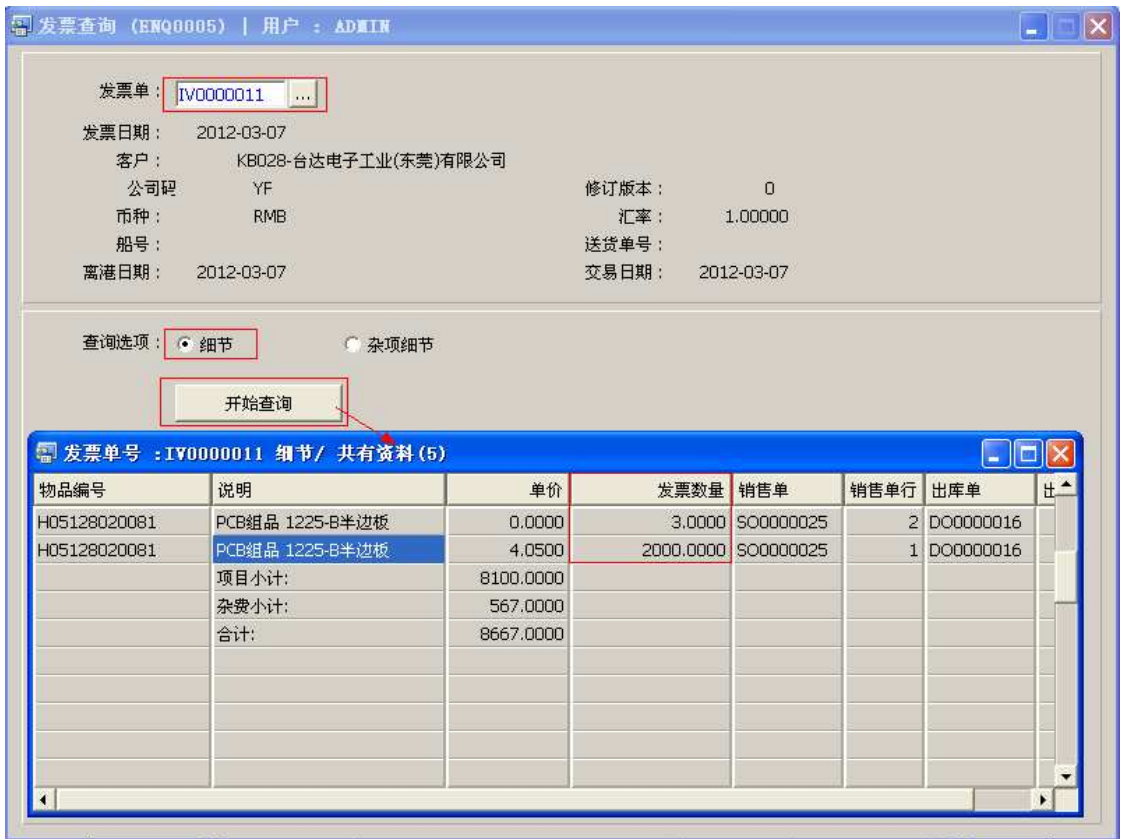 发票查询 (ENQ0005) | 用户 : ADMIN
发票单： IV0000011 ...
发票日期： 2012-03-07
客户： KB028-台达电子工业(东莞)有限公司
公司码 YF 修订版本： 0
币种： RMB 汇率： 1.00000
船号： 送货单号：
离港日期： 2012-03-07 交易日期： 2012-03-07
查询选项： 细节 杂项细节
开始查询
发票单号 :IV0000011 细节/ 共有资料(5)
物品编号 说明 单价 发票数量 销售单 销售单行 出库单
H05128020081 PCB组品 1225-B半边板 0.0000 3.0000 SO0000025 2 DO0000016
H05128020081 PCB组品 1225-B半边板 4.0500 2000.0000 SO0000025 1 DO0000016
项目小计: 8100.0000
杂费小计: 567.0000
合计: 8667.0000